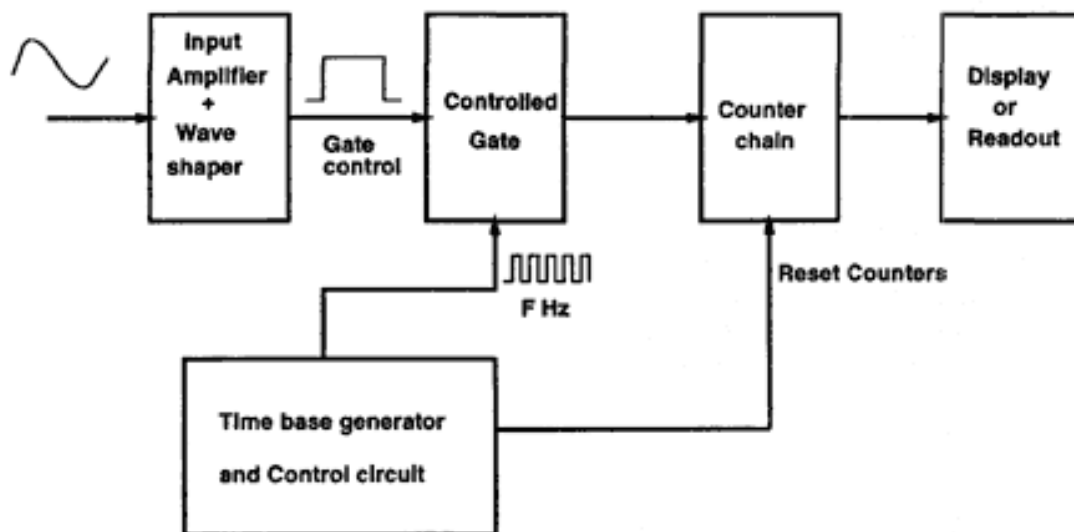 Input
Amplifier
+
Wave
shaper
Gate
control
Controlled
Gate
Counter
chain
Display
or
Readout
F Hz
Reset Counters
Time base generator
and Control circuit